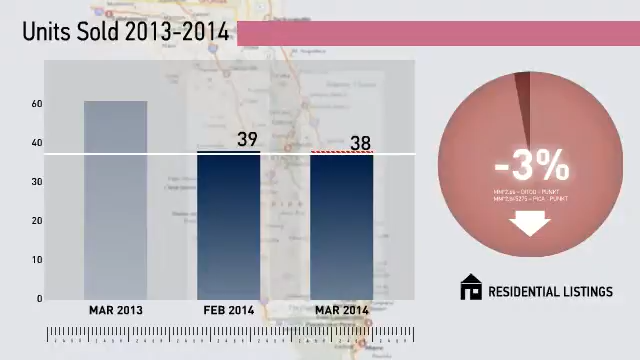 Units Sold 2013-2014
60
40
30
20
10
0
39
38
MAR 2013
FEB 2014
MAR 2014
-3%
RESIDENTIAL LISTINGS